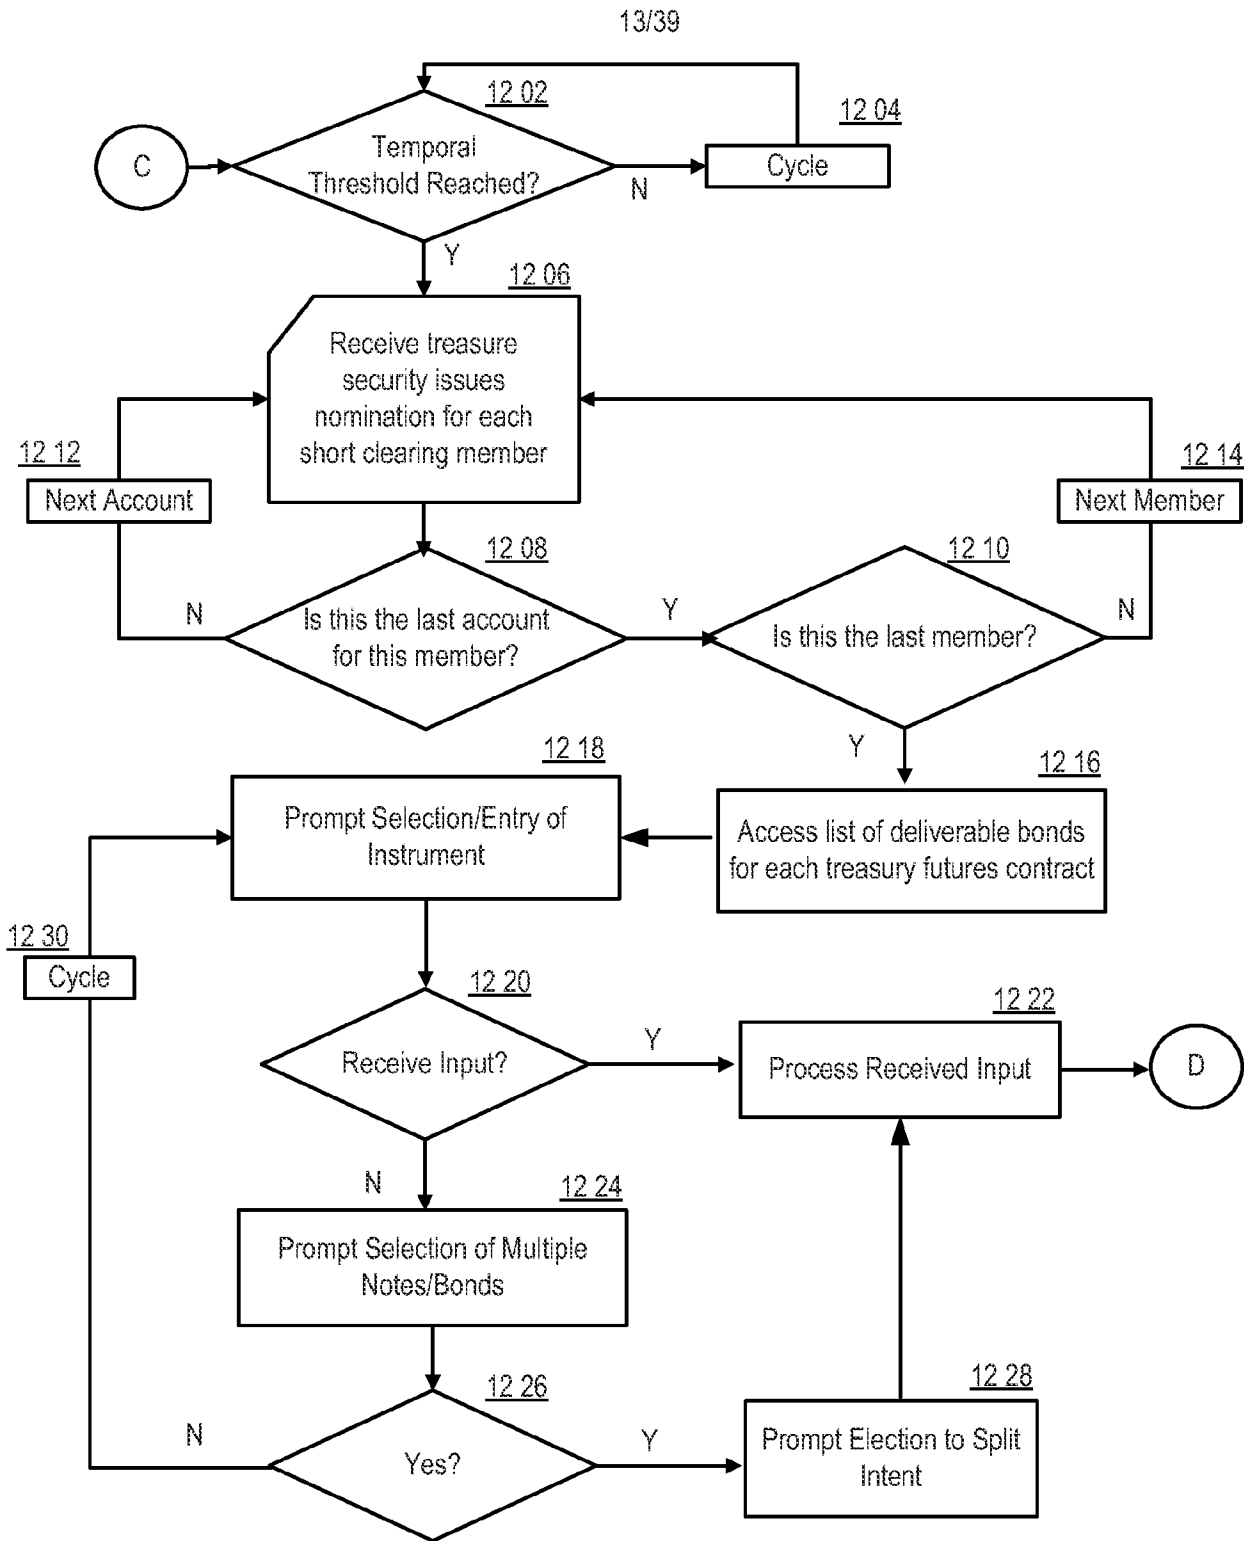 13/39
12 02
12 04
C
Temporal
Threshold Reached?
N
Cycle
Y
12 06
Receive treasure
security issues
nomination for each
short clearing member
12 12
Next Account
12 14
Next Member
12 08
12 10
N
Is this the last account
for this member?
Y
Is this the last member?
N
Y
12 18
12 16
Prompt Selection/Entry of
Instrument
Access list of deliverable bonds
for each treasury futures contract
12 30
Cycle
12 20
12 22
Receive Input?
Y
Process Received Input
D
N
12 24
Prompt Selection of Multiple
Notes/Bonds
12 26
12 28
N
Yes?
Y
Prompt Election to Split
Intent